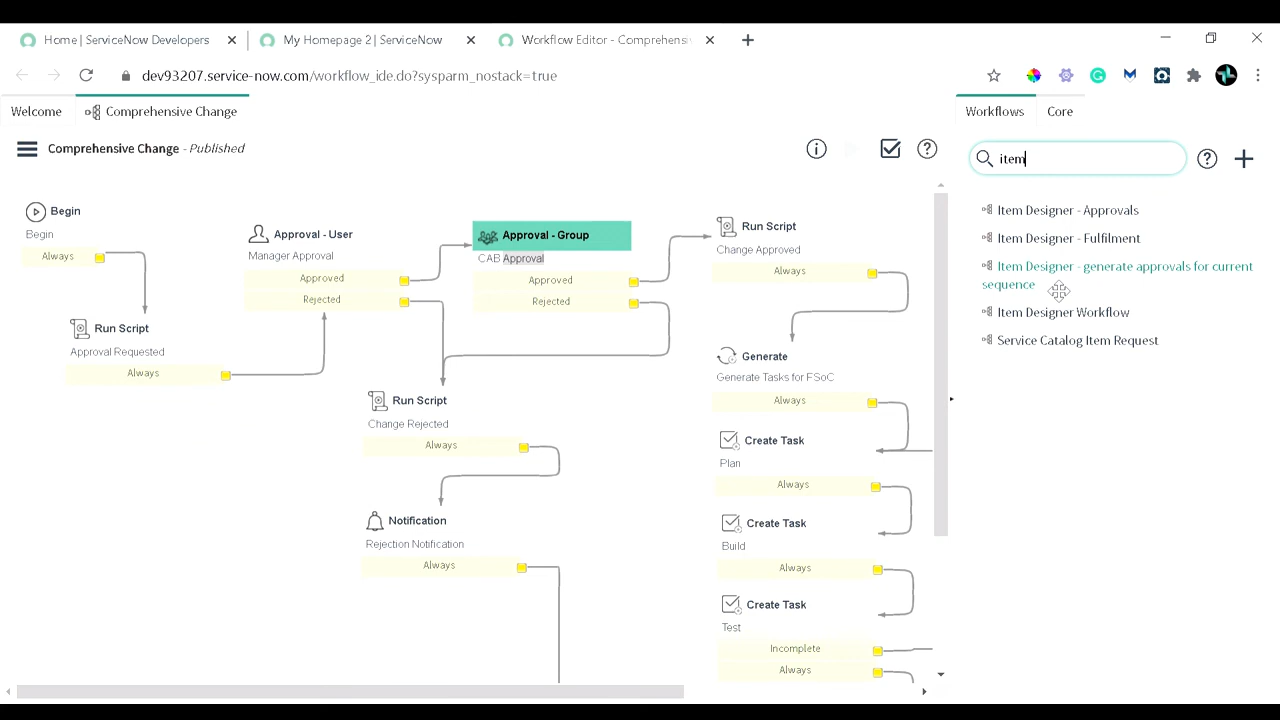 Home | ServiceNow Developers
My Homepage 2 | ServiceNow
Workflow Editor - Comprehensi
dev93207.service-now.com/workflow_ide.do?sysparm_nostack=true
Welcome
Comprehensive Change
Workflows
Core
Comprehensive Change - Published
item
Item Designer - Approvals
Item Designer - Fulfilment
Item Designer - generate approvals for current
sequence
Item Designer Workflow
Service Catalog Item Request
Begin
Begin
Always
Run Script
Approval Requested
Always
Approval - User
Manager Approval
Approved
Rejected
Approval - Group
CAB Approval
Approved
Rejected
Run Script
Change Rejected
Always
Notification
Rejection Notification
Always
Run Script
Change Approved
Always
Generate
Generate Tasks for FSoC
Always
Create Task
Plan
Always
Create Task
Build
Always
Create Task
Test
Incomplete
Always